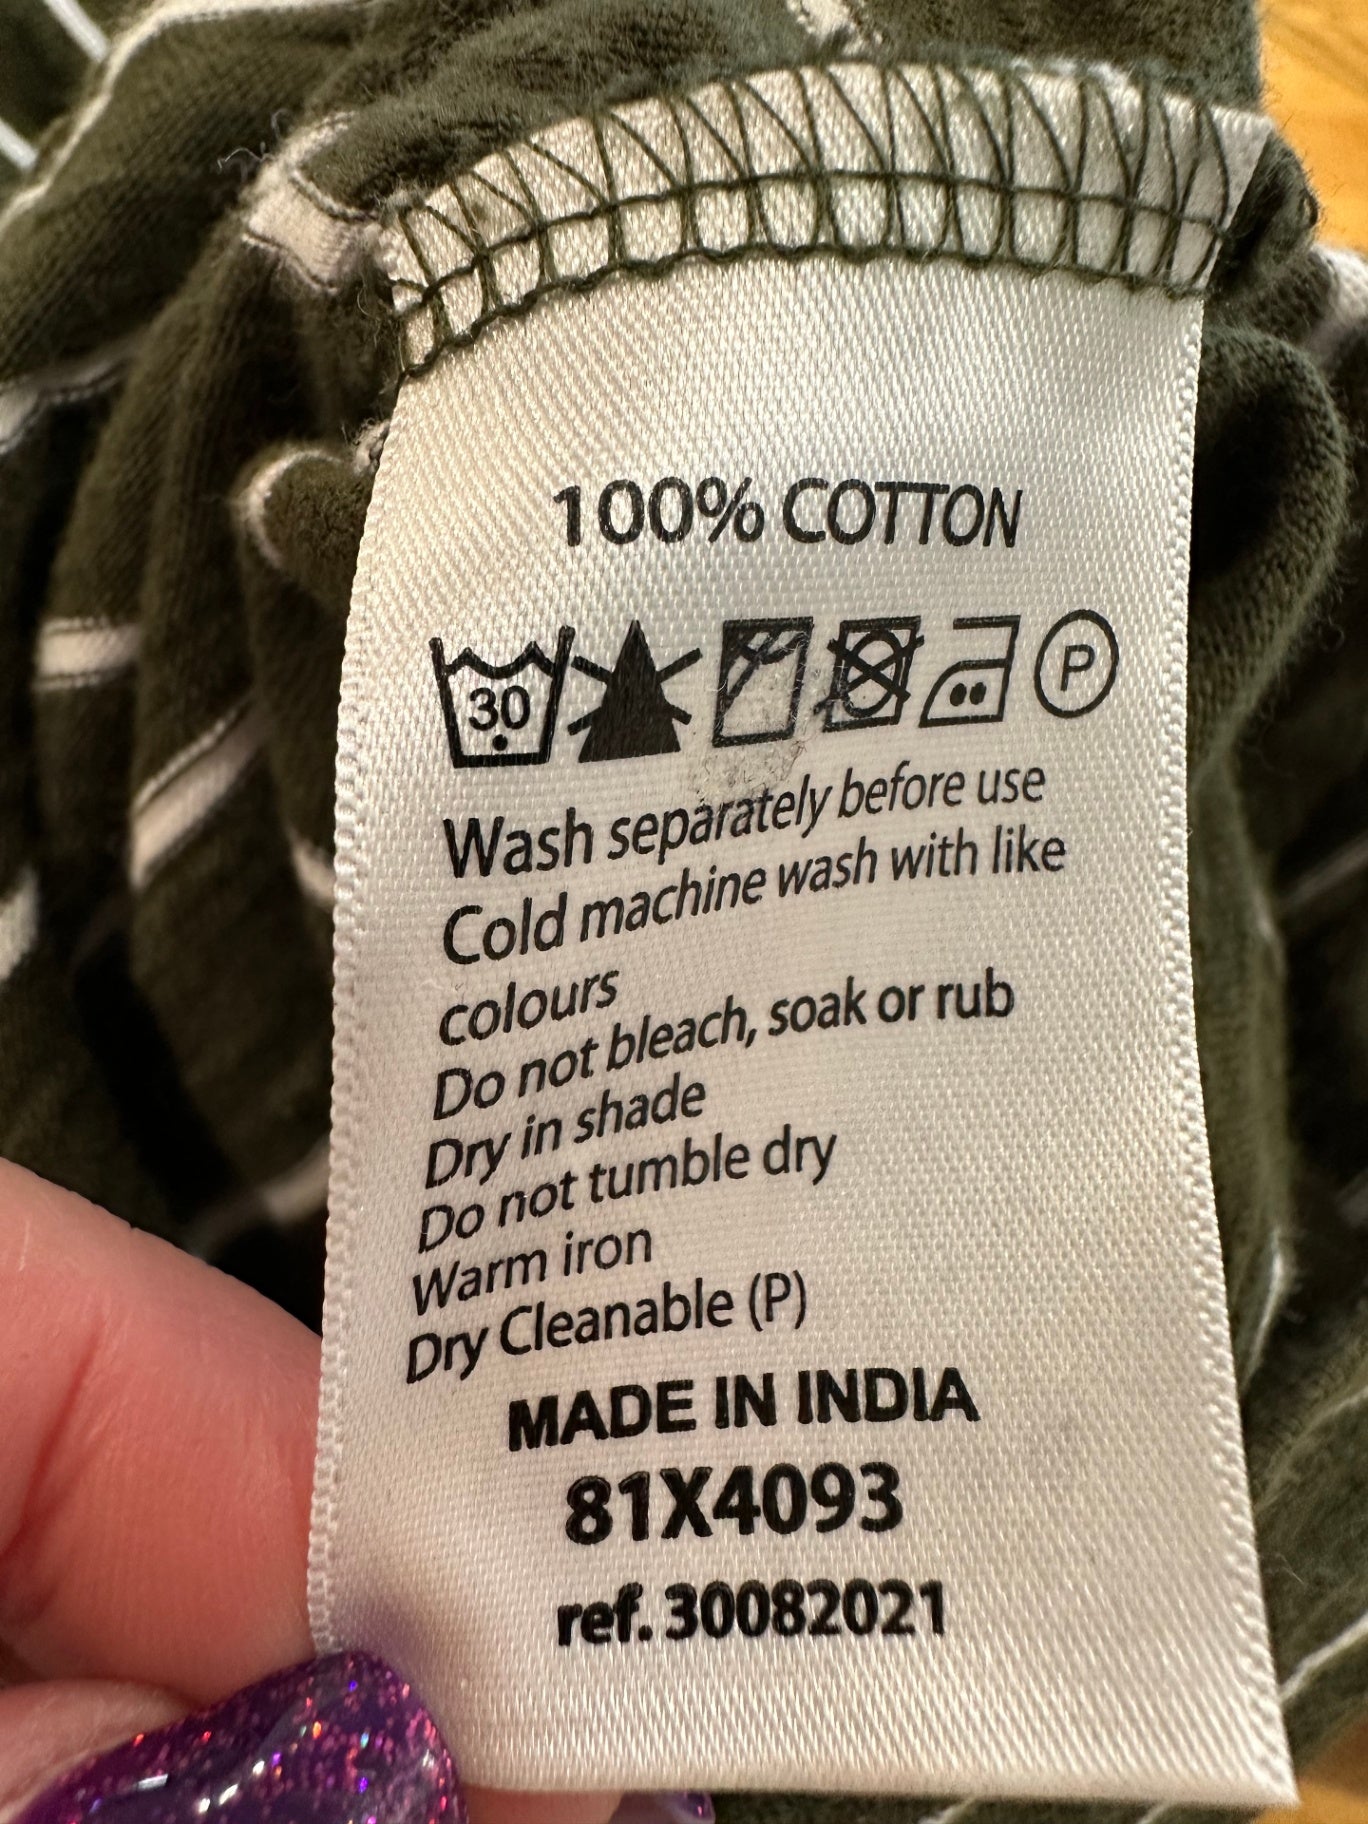 100% COTTON
30
P
Wash separately before use
Cold machine wash with like
colours
Do not bleach, soak or rub
Dry in shade
Do not tumble dry
Warm iron
Dry Cleanable (P)
MADE IN INDIA
81X4093
ref. 30082021